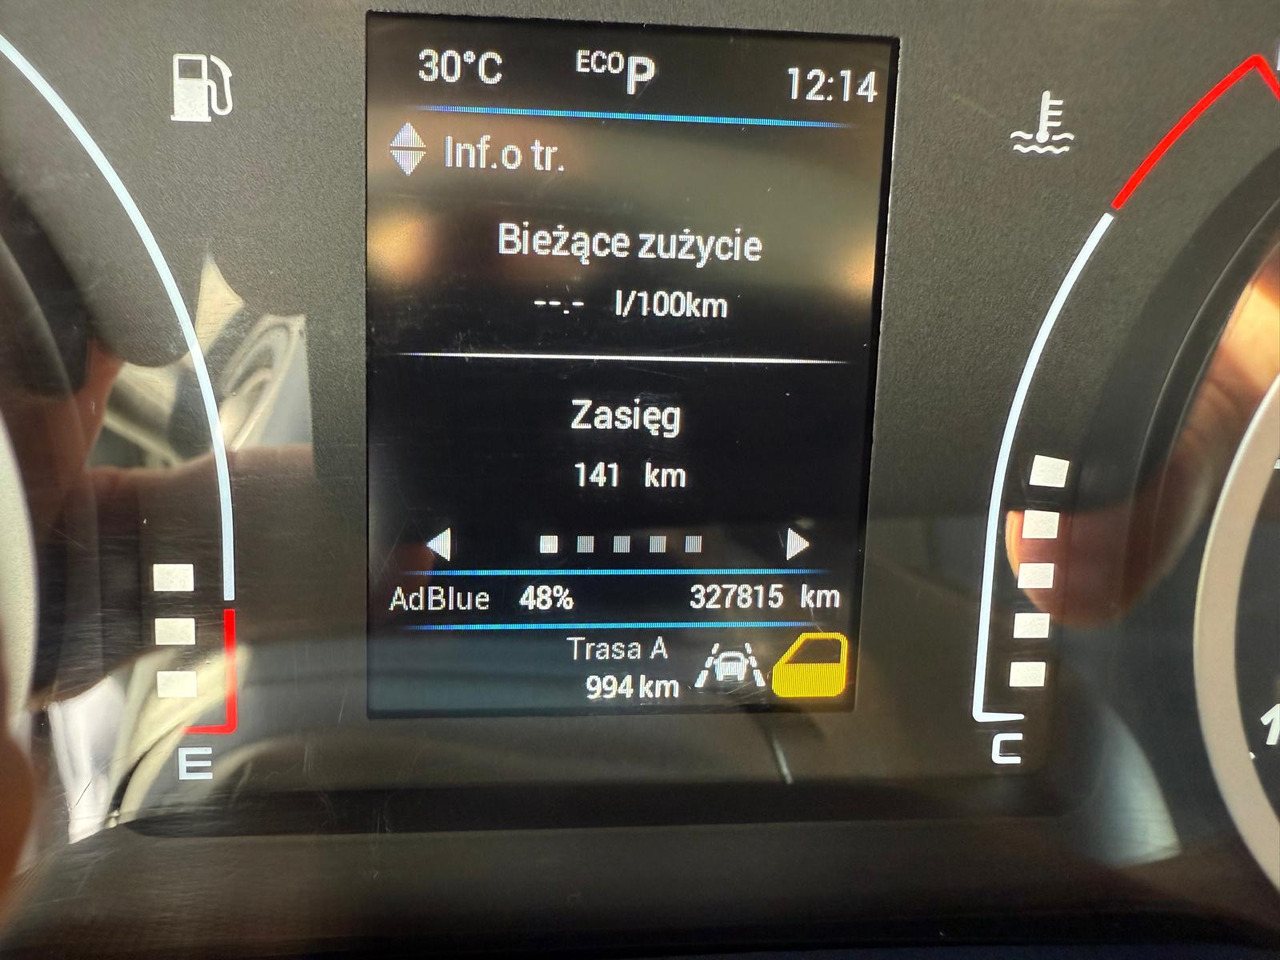 30°C ECO P 12:14
Inf.o tr.
Bieżące zużycie
--.- l/100km
Zasięg
141 km
AdBlue 48% 327815 km
Trasa A
994 km
E
C